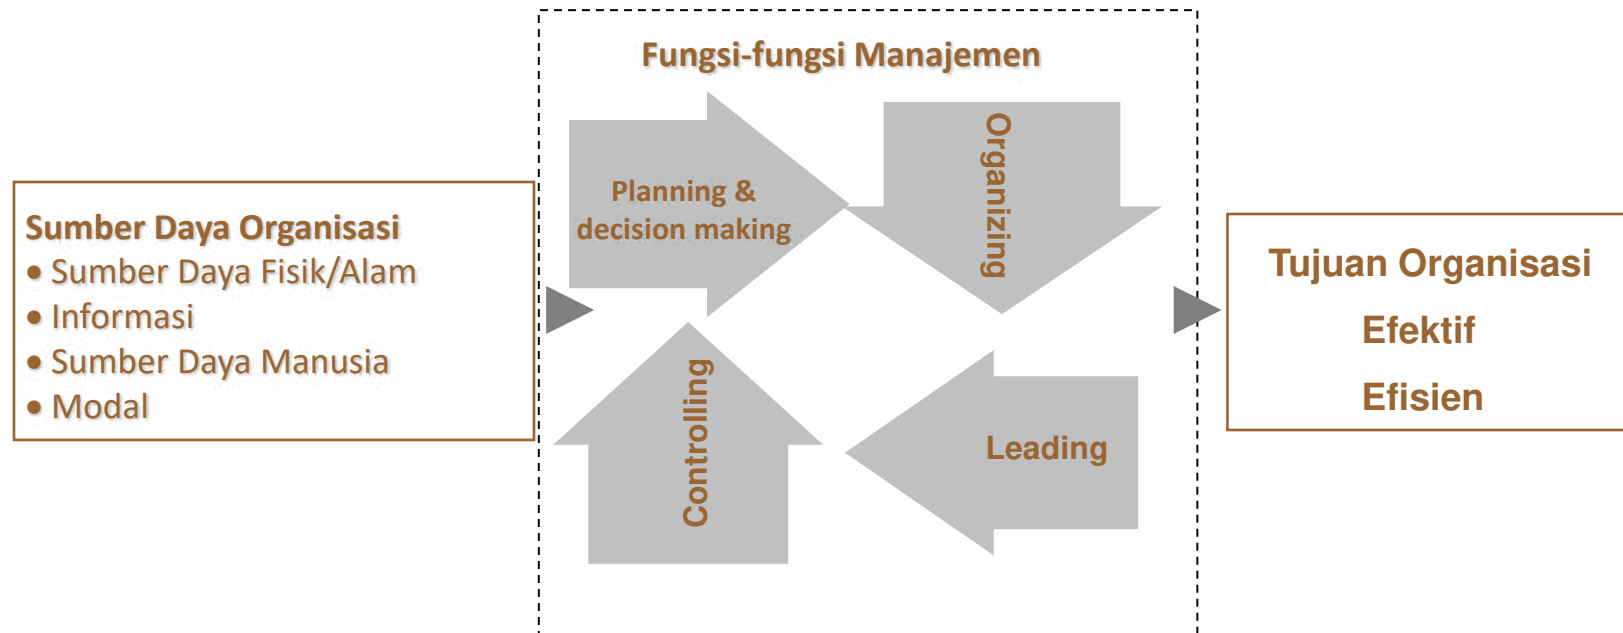 Fungsi-fungsi Manajemen
Planning &
decision making
Organizing
Sumber Daya Organisasi
• Sumber Daya Fisik/Alam
• Informasi
• Sumber Daya Manusia
• Modal
Controlling
Leading
Tujuan Organisasi
Efektif
Efisien